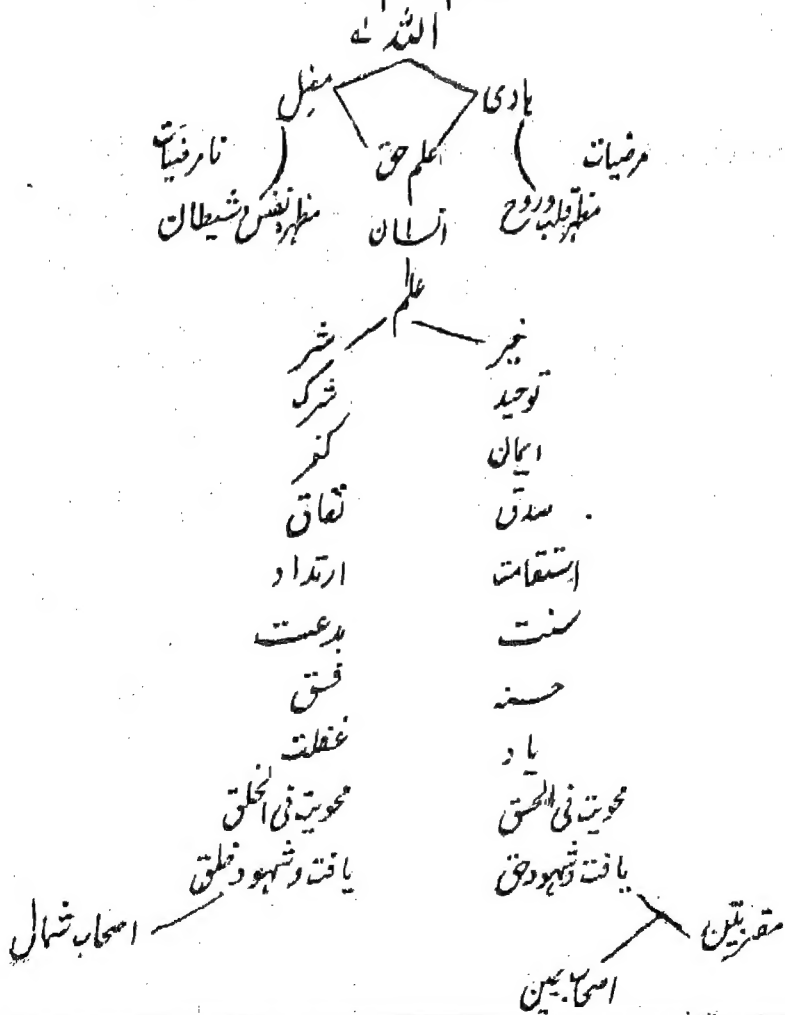 اللہ ے
ہادی مضل
مرضیات علم حق نا مرضیات
مظہر قلب و روح انسان مظہر نفس و شیطان
علم
خیر شر
توحید شرک
ایمان کفر
صدق نفاق
استقامت ارتداد
سنت بدعت
حسنہ فسق
یاد غفلت
محویت فی الحق محویت فی الخلق
یافت و شہود حق یافت و شہود خلق
مقربین اصحاب شمال
اصحاب یمین